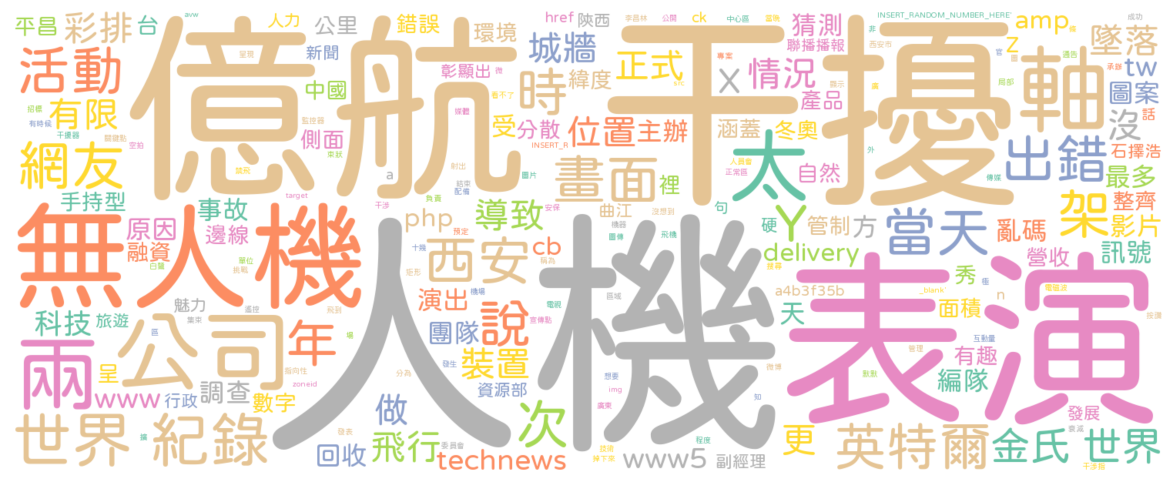 平昌
彩排
台
人力
公里
錯誤
環境
href
陝西
ck
猜測
聯播播報
INSERT_RANDOM_NUMBER_HERE'
amp
Z
墜落
tw
活動
新聞
城牆
正式
X
情況
軸
圖案
有限
中國
彰顯出
緯度
產品
沒
話
億航
干擾
時
側面
受
分散
位置
主辦
涵蓋
冬奧
出錯
石擇浩
網友
a
畫面
裡
太
自然
最多
整齊
手持型
事故
導致
曲江
句
硬
Y
管制
方
當天
架
影片
原因
邊線
php
亂碼
訊號
融資
無人機
西安
cb
delivery
營收
人機
表演
a4b3f35b
秀
n
魅力
演出
說
天
面積
科技
旅遊
公司
年
團隊
裝置
有趣
兩
呈
編隊
www
行政
調查
數字
資源部
做
次
發展
世界
紀錄
回收
飛行
technews
www5
副經理
更
英特爾
金氏
世界
zoneid
img
target
_blank
INSERT_R